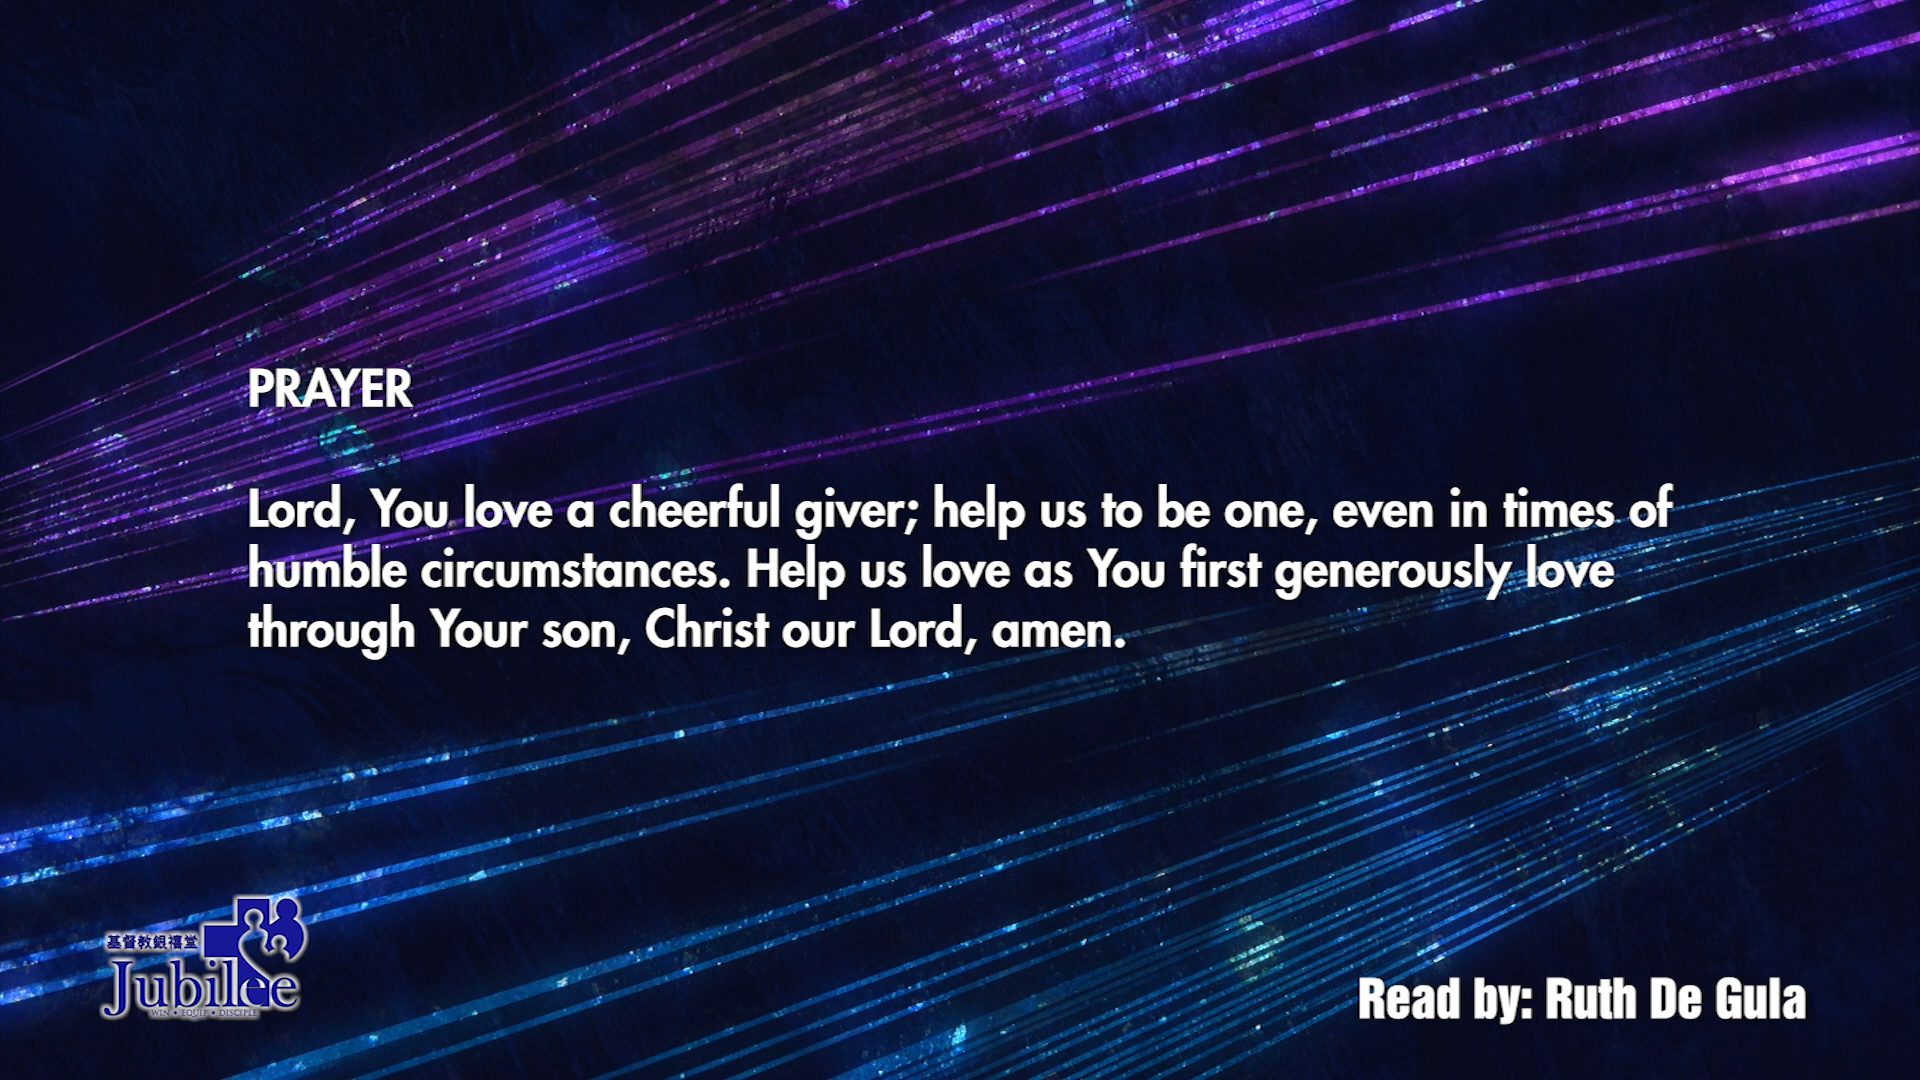 PRAYER
Lord, You love a cheerful giver; help us to be one, even in times of
humble circumstances. Help us love as You first generously love
through Your son, Christ our Lord, amen.
基督教銀禧堂
Jubilee
WIN • EQUIP • DISCIPLE
Read by: Ruth De Gula